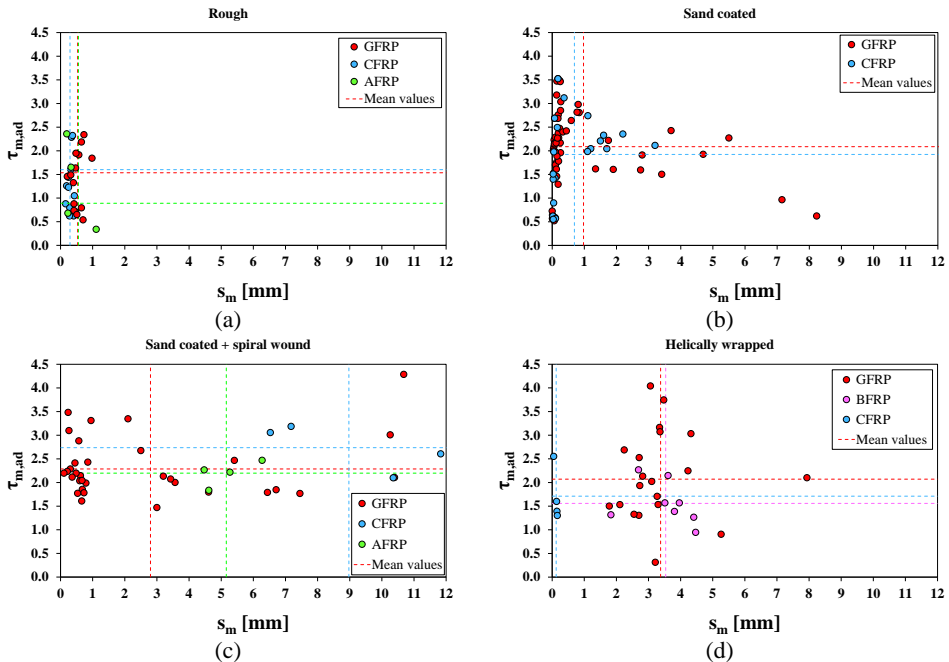 Rough
4.5
4.0
3.5
3.0
2.5
2.0
1.5
1.0
0.5
0.0
τm,ad
GFRP
CFRP
AFRP
Mean values
0 1 2 3 4 5 6 7 8 9 10 11 12
sm [mm]
(a)
Sand coated
4.5
4.0
3.5
3.0
2.5
2.0
1.5
1.0
0.5
0.0
τm,ad
GFRP
CFRP
Mean values
0 1 2 3 4 5 6 7 8 9 10 11 12
sm [mm]
(b)
Sand coated + spiral wound
4.5
4.0
3.5
3.0
2.5
2.0
1.5
1.0
0.5
0.0
τm,ad
GFRP
CFRP
AFRP
Mean values
0 1 2 3 4 5 6 7 8 9 10 11 12
sm [mm]
(c)
Helically wrapped
4.5
4.0
3.5
3.0
2.5
2.0
1.5
1.0
0.5
0.0
τm,ad
GFRP
BFRP
CFRP
Mean values
0 1 2 3 4 5 6 7 8 9 10 11 12
sm [mm]
(d)